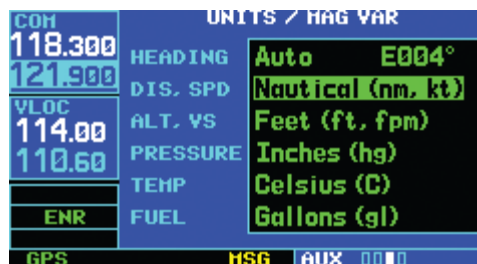 COM
118.300
121.900
VLOC
114.00
110.60
ENR
GPS
UNITS / MAG VAR
HEADING Auto E004°
DIS, SPD Nautical (nm, kt)
ALT, VS Feet (ft, fpm)
PRESSURE Inches (hg)
TEMP Celsius (C)
FUEL Gallons (gl)
MSG AUX